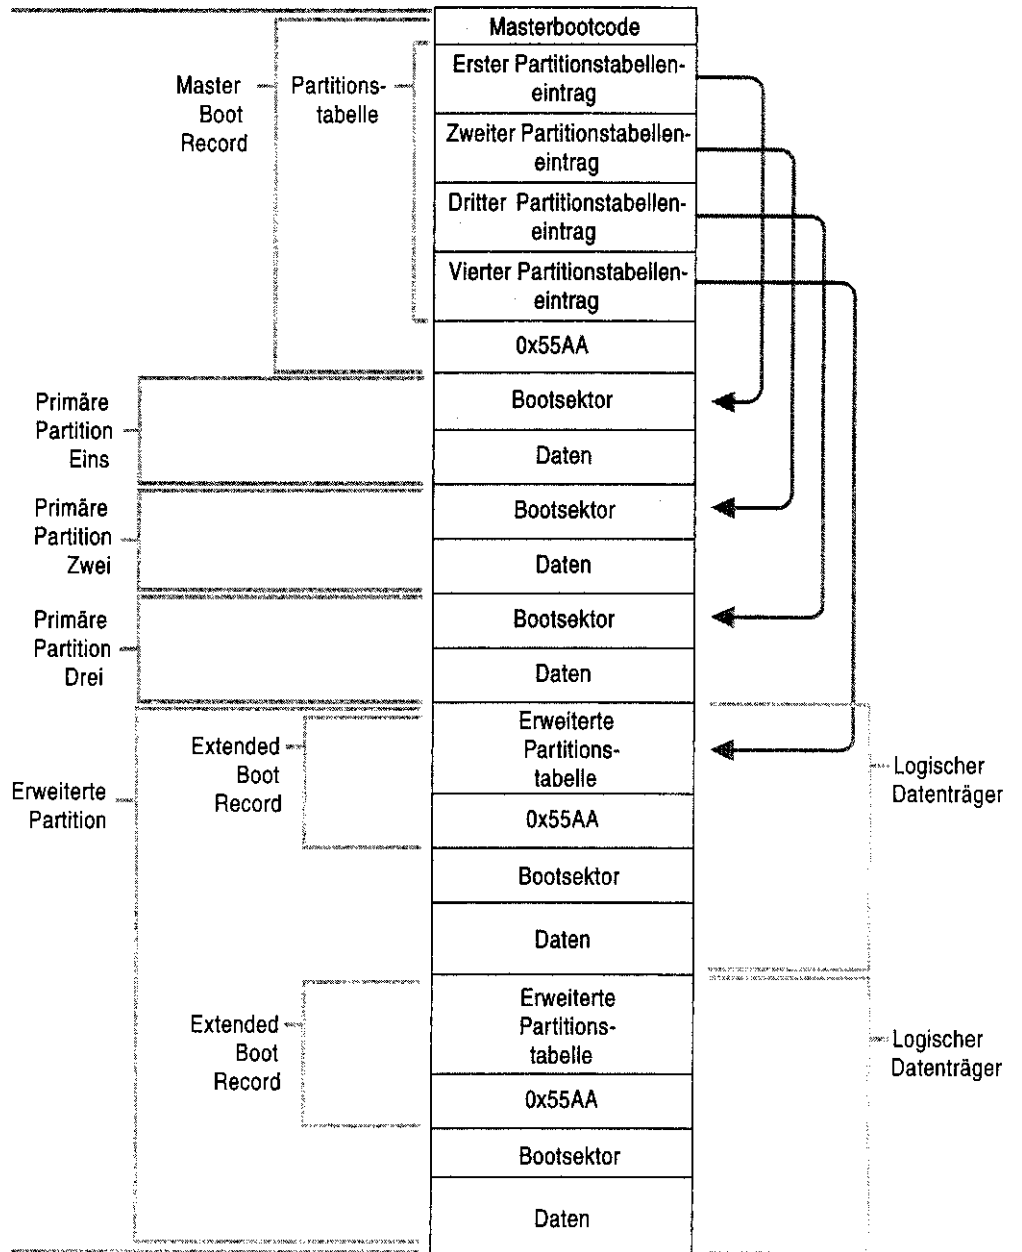 Masterbootcode
Erster Partitionstabellen-
eintrag
Master
Boot
Record
Partitions-
tabelle
Zweiter Partitionstabellen-
eintrag
Dritter Partitionstabellen-
eintrag
Vierter Partitionstabellen-
eintrag
0x55AA
Primäre
Partition
Eins
Bootsektor
Daten
Primäre
Partition
Zwei
Bootsektor
Daten
Primäre
Partition
Drei
Bootsektor
Daten
Erweiterte
Partition
Extended
Boot
Record
Erweiterte
Partitions-
tabelle
Logischer
Datenträger
0x55AA
Bootsektor
Daten
Extended
Boot
Record
Erweiterte
Partitions-
tabelle
Logischer
Datenträger
0x55AA
Bootsektor
Daten